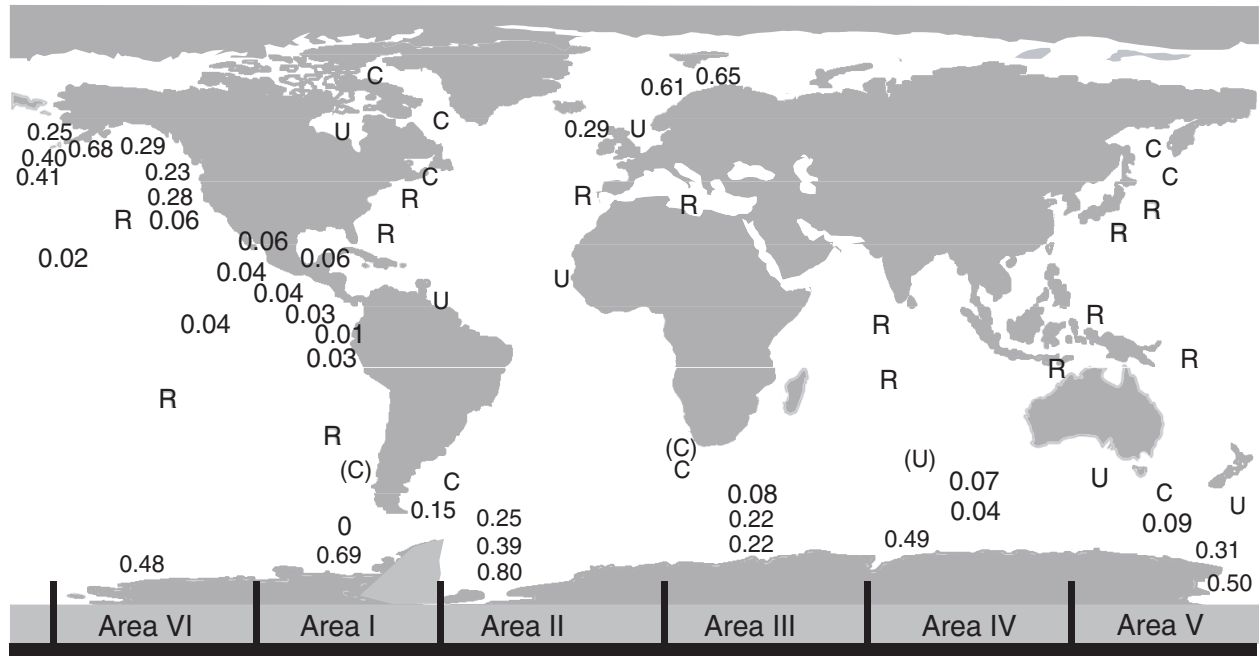 C
0.61 0.65
C
0.25 U 0.29 U
0.40 0.68 0.29 C
0.41 0.23 C C
0.28 R R R
R 0.06 R R
0.06 R
0.02 0.06
0.04 U
0.04 U
0.03 R
0.04 0.01 R
0.03 R
R R
R
R (C)
(C) C (U)
C 0.07 U
0.08 C
0.15 0.25 0.22 0.04 0.09 U
0
0.69 0.39 0.22 0.49 0.31
0.48 0.80 0.50
Area VI Area I Area II Area III Area IV Area V